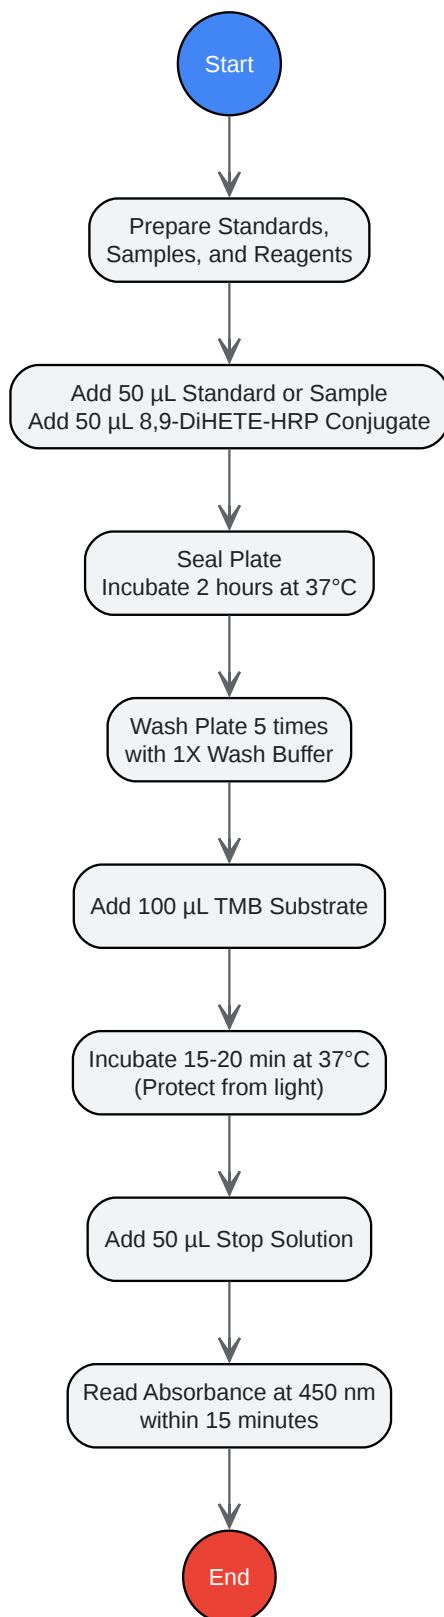 Start
Prepare Standards,
Samples, and Reagents
Add 50 µL Standard or Sample
Add 50 µL 8,9-DiHETE-HRP Conjugate
Seal Plate
Incubate 2 hours at 37°C
Wash Plate 5 times
with 1X Wash Buffer
Add 100 µL TMB Substrate
Incubate 15-20 min at 37°C
(Protect from light)
Add 50 µL Stop Solution
Read Absorbance at 450 nm
within 15 minutes
End